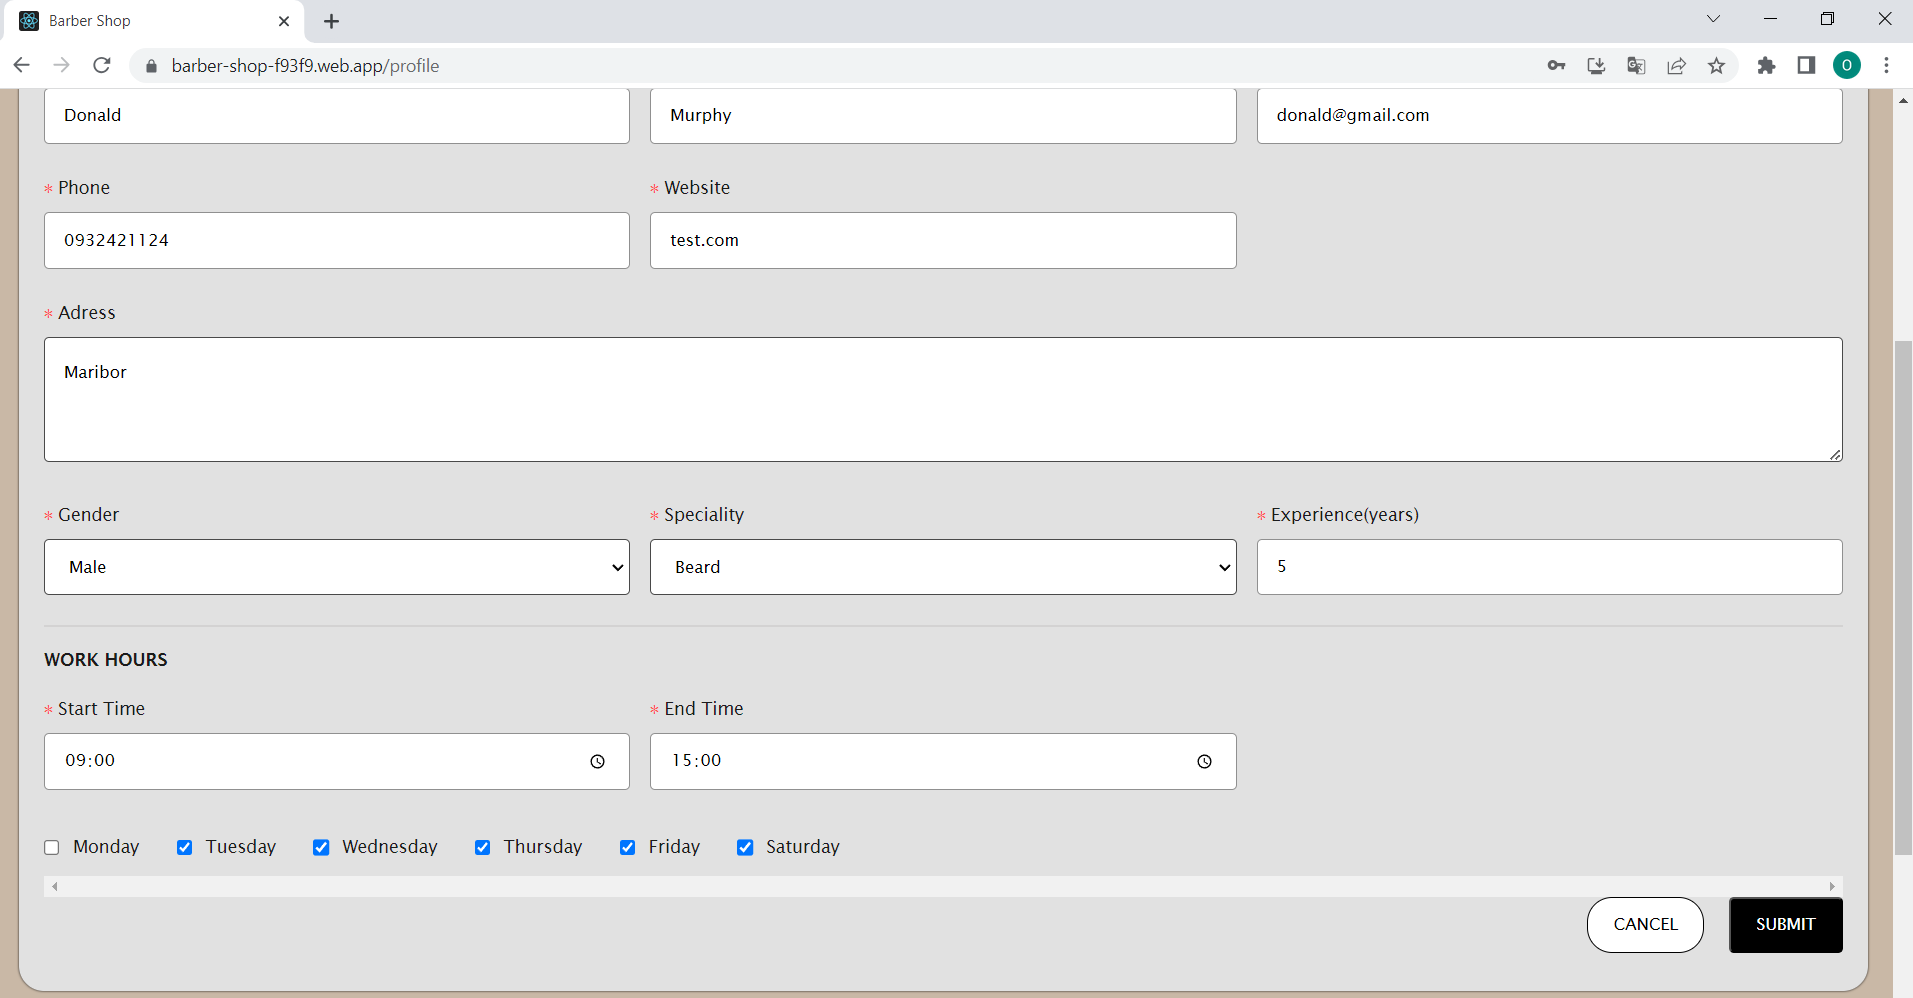 Barber Shop
barber-shop-f93f9.web.app/profile
O
Donald Murphy donald@gmail.com
* Phone * Website
0932421124 test.com
* Adress
Maribor
* Gender * Speciality * Experience(years)
Male Beard 5
WORK HOURS
* Start Time * End Time
09:00 15:00
Monday Tuesday Wednesday Thursday Friday Saturday
CANCEL SUBMIT